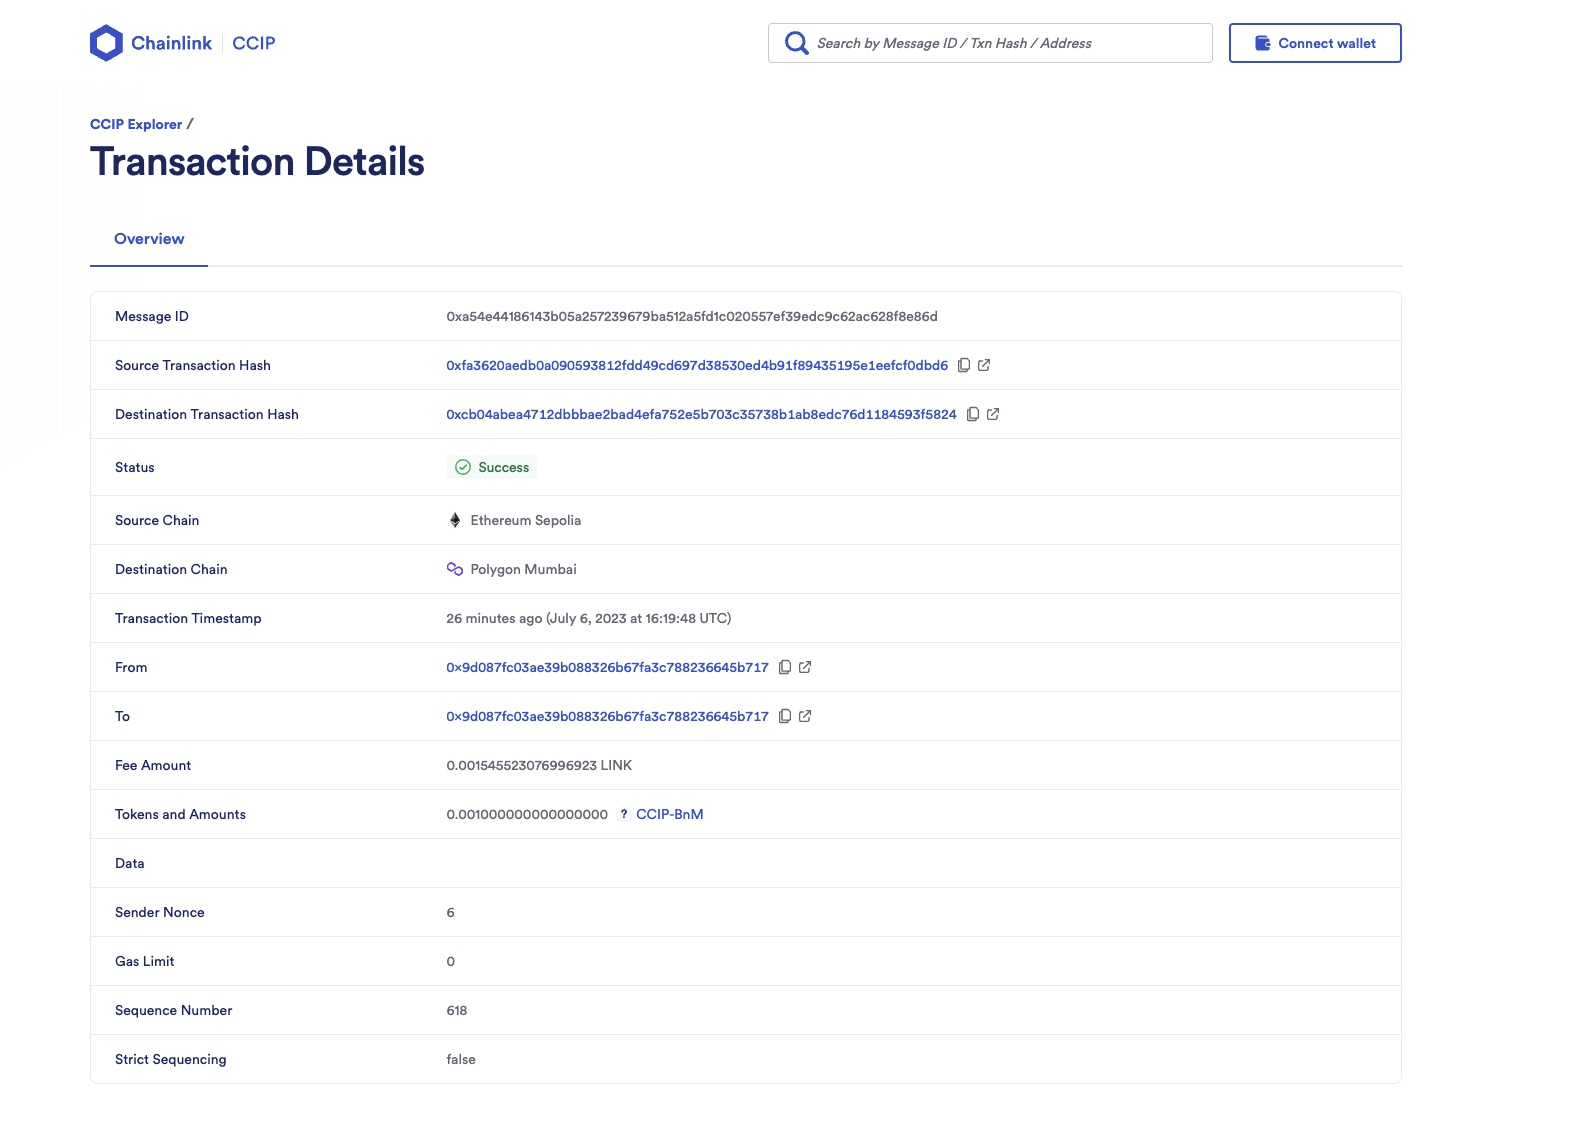 Chainlink CCIP
Search by Message ID / Txn Hash / Address
Connect wallet
CCIP Explorer /
Transaction Details
Overview
Message ID 0xa54e44186143b05a257239679ba512a5fd1c020557ef39edc9c62ac628f8e86d
Source Transaction Hash 0xfa3620aedb0a090593812fdd49cd697d38530ed4b91f89435195e1eefcf0dbd6
Destination Transaction Hash 0xcb04abea4712dbbbae2bad4efa752e5b703c35738b1ab8edc76d1184593f5824
Status Success
Source Chain Ethereum Sepolia
Destination Chain Polygon Mumbai
Transaction Timestamp 26 minutes ago (July 6, 2023 at 16:19:48 UTC)
From 0x9d087fc03ae39b088326b67fa3c788236645b717
To 0x9d087fc03ae39b088326b67fa3c788236645b717
Fee Amount 0.001545523076996923 LINK
Tokens and Amounts 0.001000000000000000 ? CCIP-BnM
Data
Sender Nonce 6
Gas Limit 0
Sequence Number 618
Strict Sequencing false